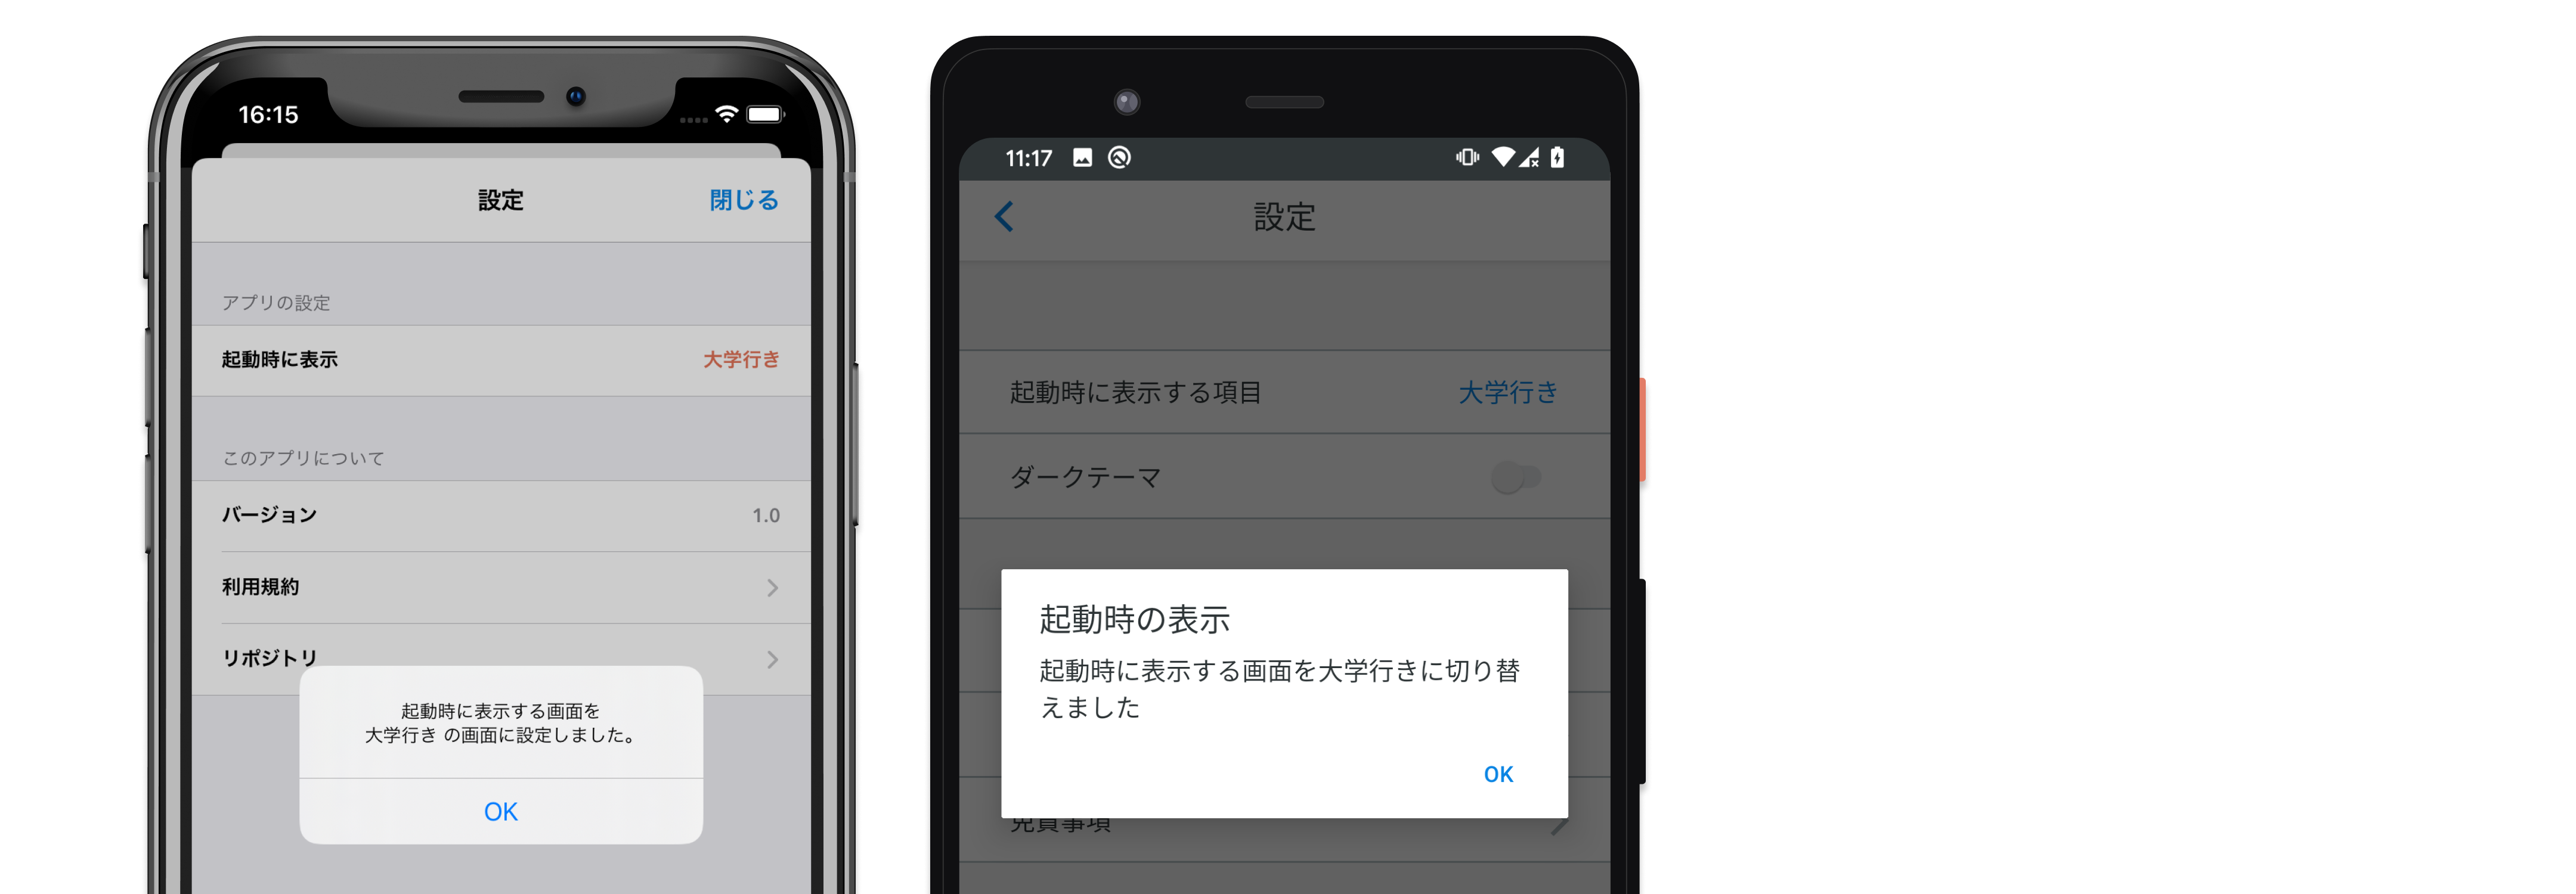 16:15
設定
閉じる
アプリの設定
起動時に表示
大学行き
このアプリについて
バージョン
1.0
利用規約
リポジトリ
起動時に表示する画面を
大学行き の画面に設定しました。
OK
11:17
設定
起動時に表示する項目
大学行き
ダークテーマ
起動時の表示
起動時に表示する画面を大学行きに切り替
えました
OK
免責事項